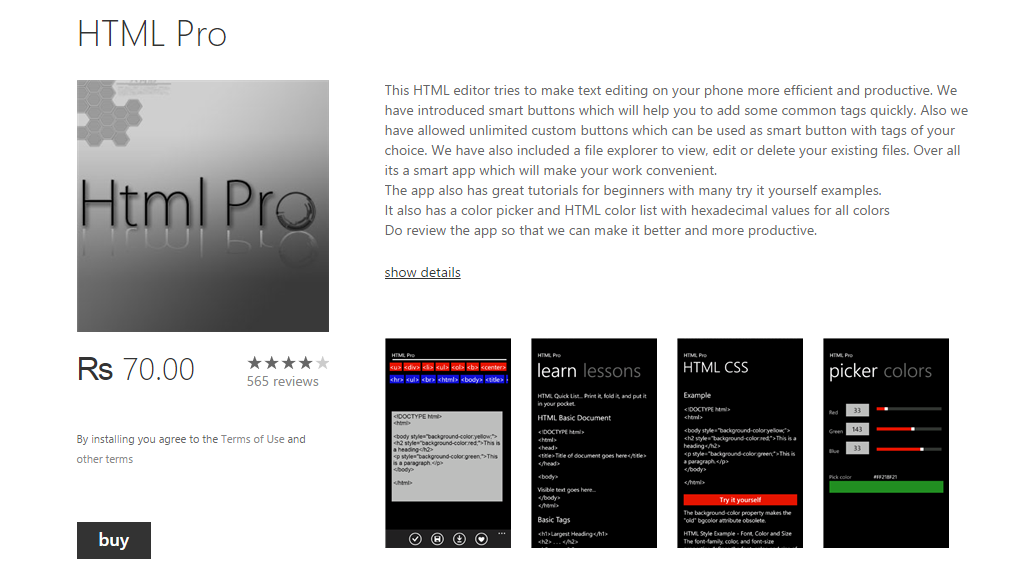 HTML Pro
Html Pro
This HTML editor tries to make text editing on your phone more efficient and productive. We
have introduced smart buttons which will help you to add some common tags quickly. Also we
have allowed unlimited custom buttons which can be used as smart button with tags of your
choice. We have also included a file explorer to view, edit or delete your existing files. Over all
its a smart app which will make your work convenient.
The app also has great tutorials for beginners with many try it yourself examples.
It also has a color picker and HTML color list with hexadecimal values for all colors
Do review the app so that we can make it better and more productive.
show details
Rs 70.00
565 reviews
By installing you agree to the Terms of Use and
other terms
buy
HTML Pro
<u> <div> <li> <ul> <ol> <b> <center>
<hr> <ul> <br> <html> <body> <title>
<!DOCTYPE html>
<html>
<body style="background-color:yellow;">
<h2 style="background-color:red;">This is a
heading</h2>
<p style="background-color:green;">This
is a paragraph.</p>
</body>
</html>
HTML Pro
learn lessons
HTML Quick List... Print it, fold it, and put it
in your pocket.
HTML Basic Document
<!DOCTYPE html>
<html>
<head>
<title>Title of document goes here</title>
</head>
<body>
Visible text goes here...
</body>
</html>
Basic Tags
<h1>Largest Heading</h1>
<h2> . . . </h2>
HTML Pro
HTML CSS
Example
<!DOCTYPE html>
<html>
<body style="background-color:yellow;">
<h2 style="background-color:red;">This is a
heading</h2>
<p style="background-color:green;">This is
a paragraph.</p>
</body>
</html>
Try it yourself
The background-color property makes the
"old" bgcolor attribute obsolete.
HTML Style Example - Font, Color and Size
The font-family, color, and font-size
HTML Pro
picker colors
Red 33
Green 143
Blue 33
Pick color #FF218F21